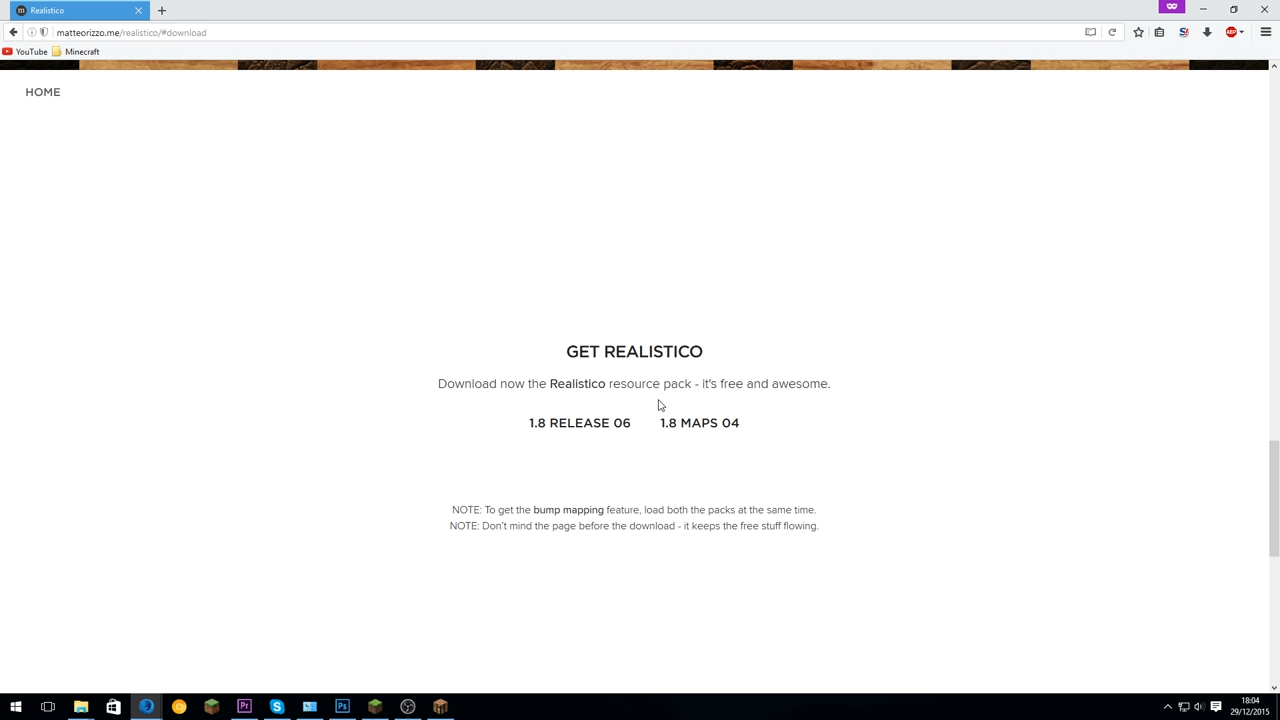 Realistico
matteorizzo.me/realistico/#download
YouTube Minecraft
HOME
GET REALISTICO
Download now the Realistico resource pack - it's free and awesome.
1.8 RELEASE 06 1.8 MAPS 04
NOTE: To get the bump mapping feature, load both the packs at the same time.
NOTE: Don't mind the page before the download - it keeps the free stuff flowing.
18:04
29/12/2015